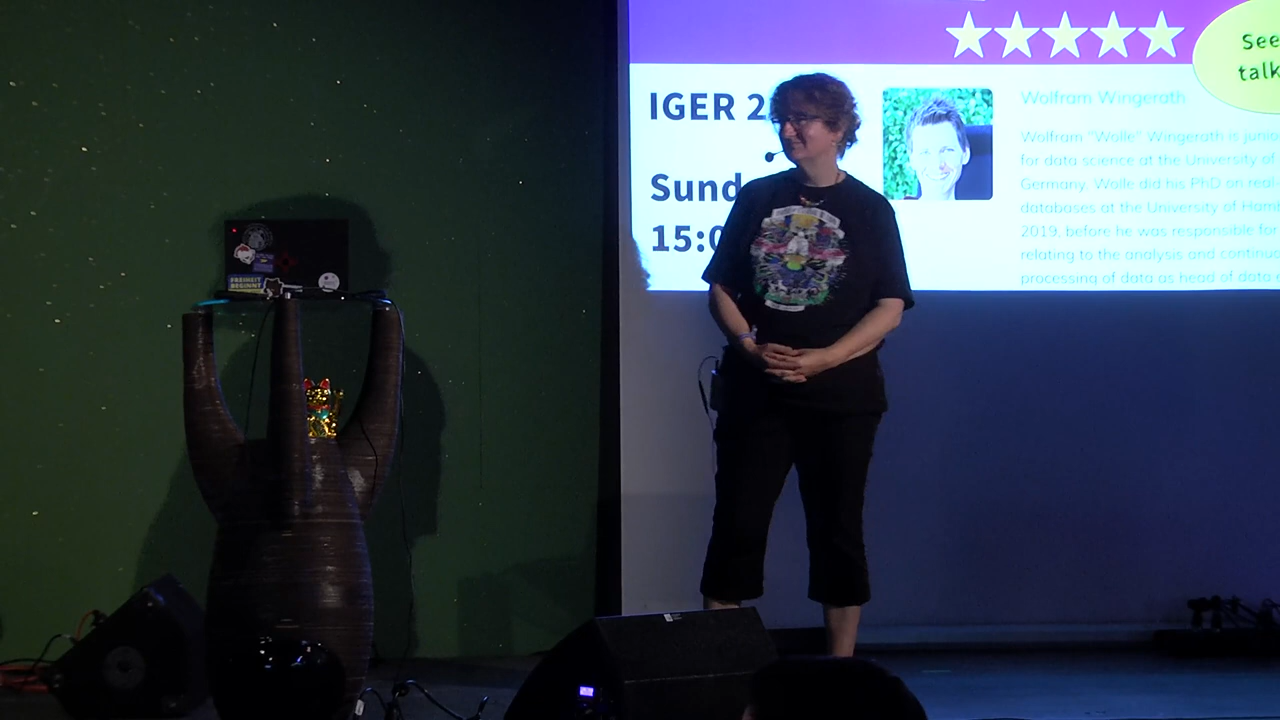 See
talk
IGER 2
Sund
15:0
Wolfram Wingerath
Wolfram "Wolle" Wingerath is junio
for data science at the University of
Germany. Wolle did his PhD on real-
databases at the University of Hamb
2019, before he was responsible for
relating to the analysis and continuo
processing of data as head of data
FREIHEIT
BEGINNT